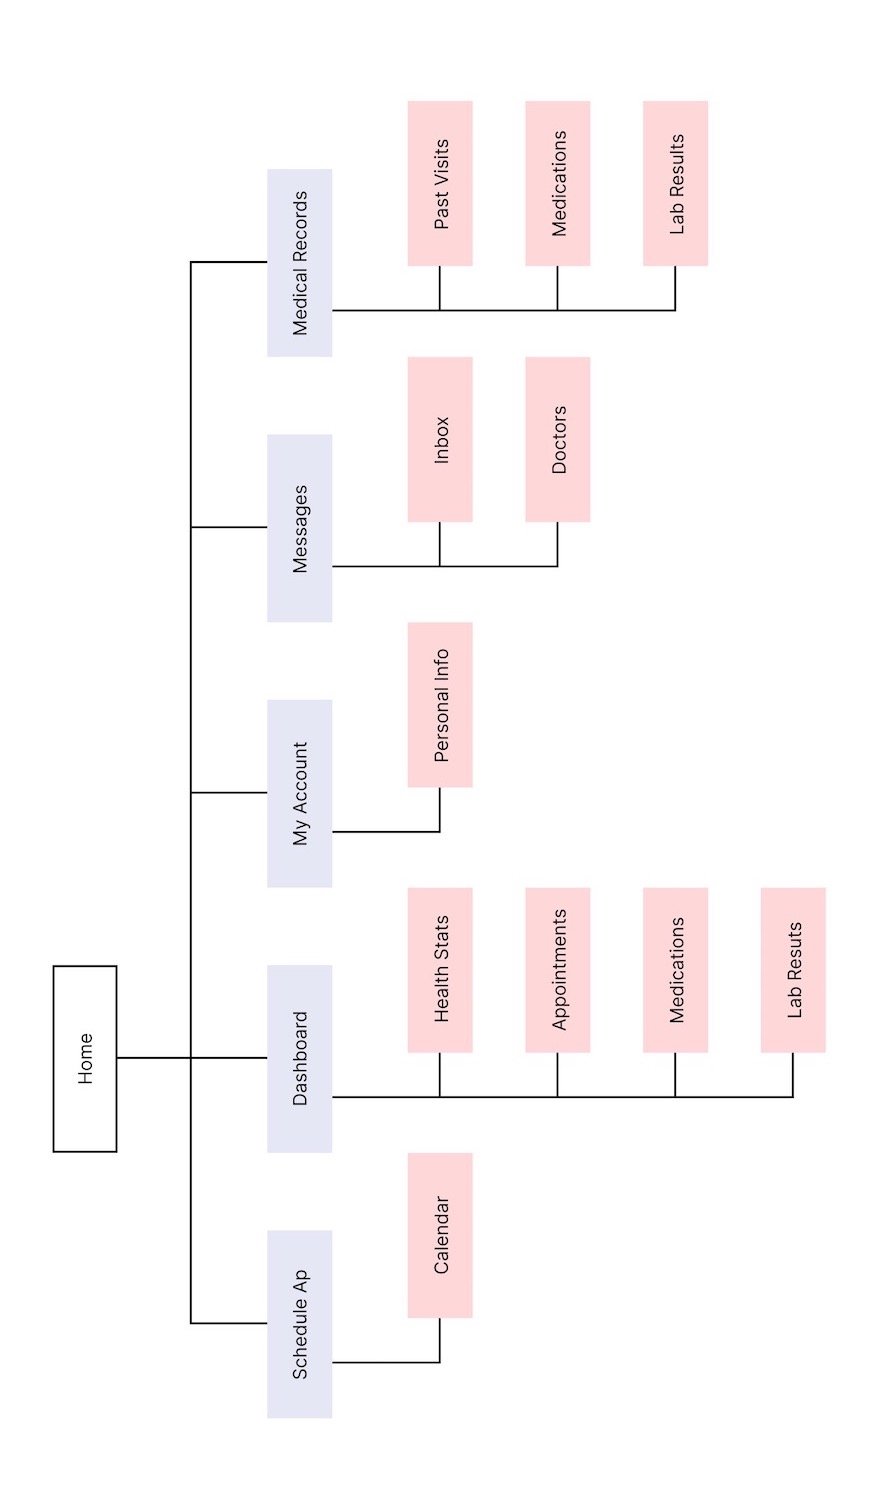 Home
Schedule Ap
Dashboard
My Account
Messages
Medical Records
Calendar
Health Stats
Personal Info
Inbox
Past Visits
Appointments
Doctors
Medications
Medications
Lab Results
Lab Resuts